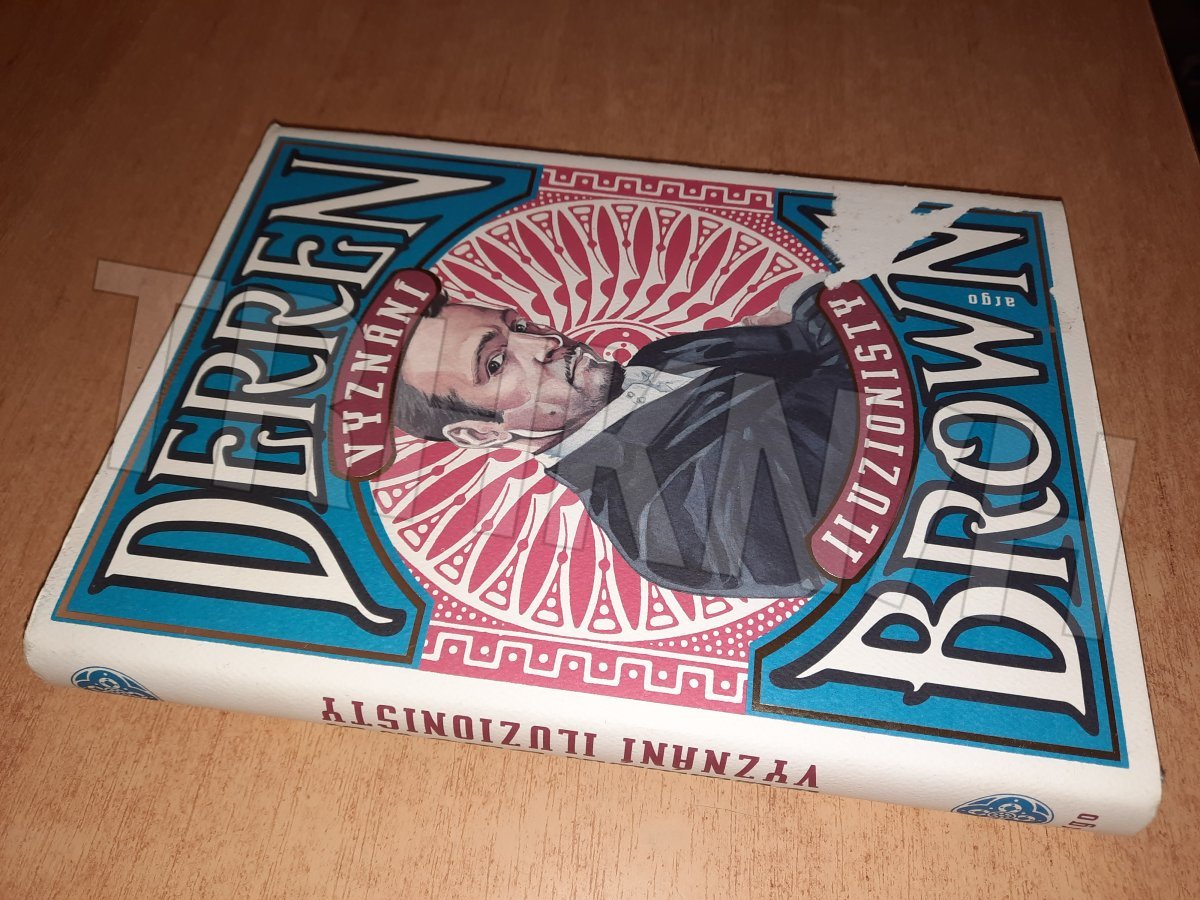 DERREN
VYZNÁNÍ
ILUZIONISTY
BROWN
argo
VYZNÁNÍ ILUZIONISTY